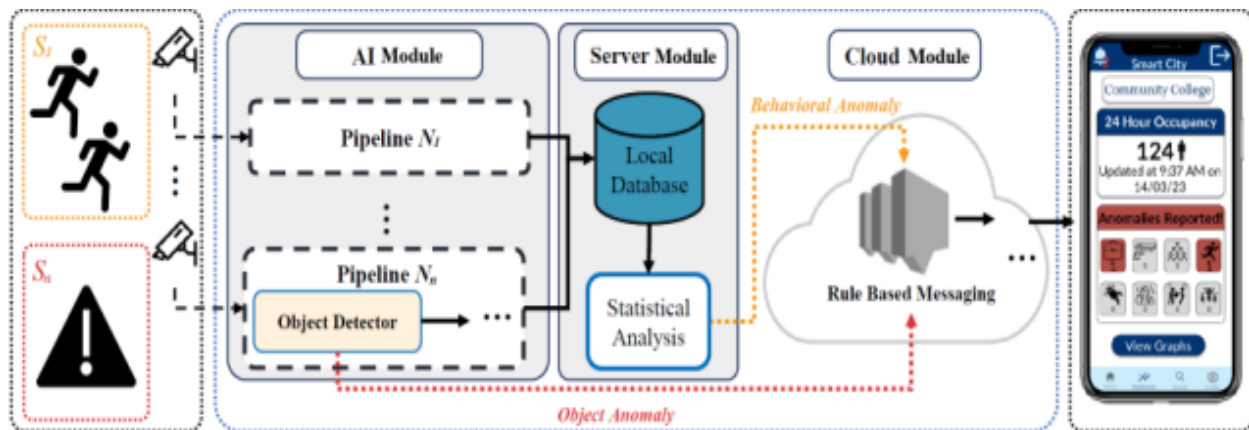 S1
Sn
AI Module
Pipeline N1
Pipeline Nn
Object Detector
Server Module
Local
Database
Statistical
Analysis
Cloud Module
Behavioral Anomaly
Rule Based Messaging
Object Anomaly
Smart City
Community College
24 Hour Occupancy
124
Updated at 9:37 AM on
14/03/23
Anomalies Reported!
View Graphs